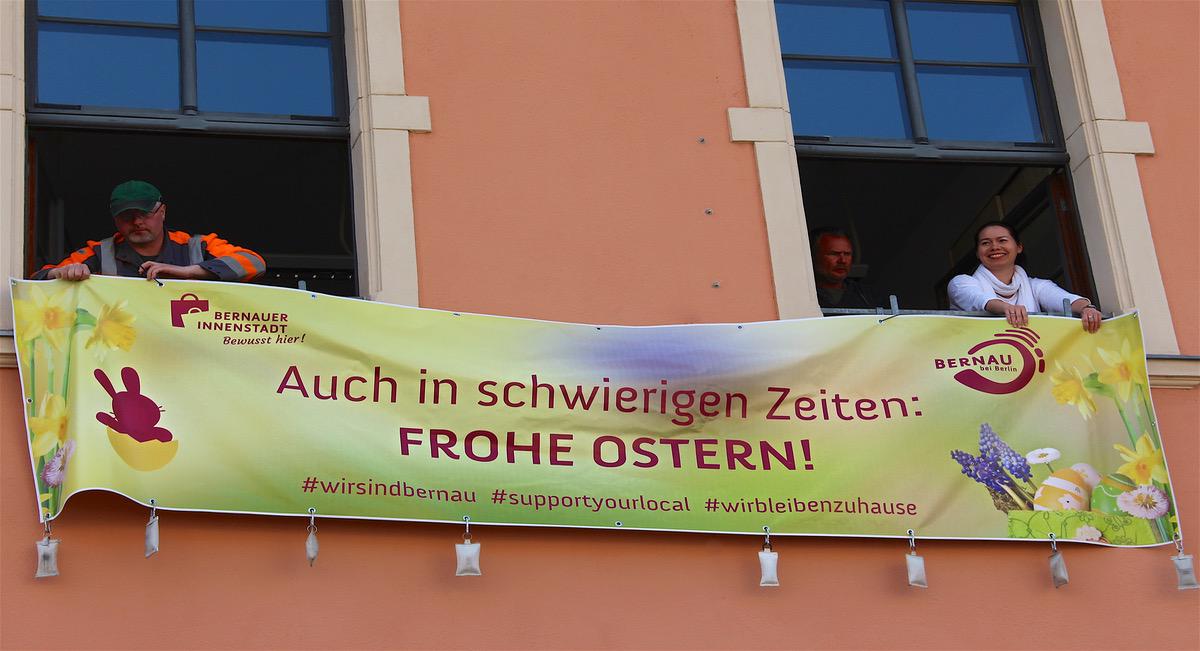 BERNAUER
INNENSTADT
Bewusst hier!
BERNAU
bei Berlin
Auch in schwierigen Zeiten:
FROHE OSTERN!
#wirsindbernau #supportyourlocal #wirbleibenzuhause